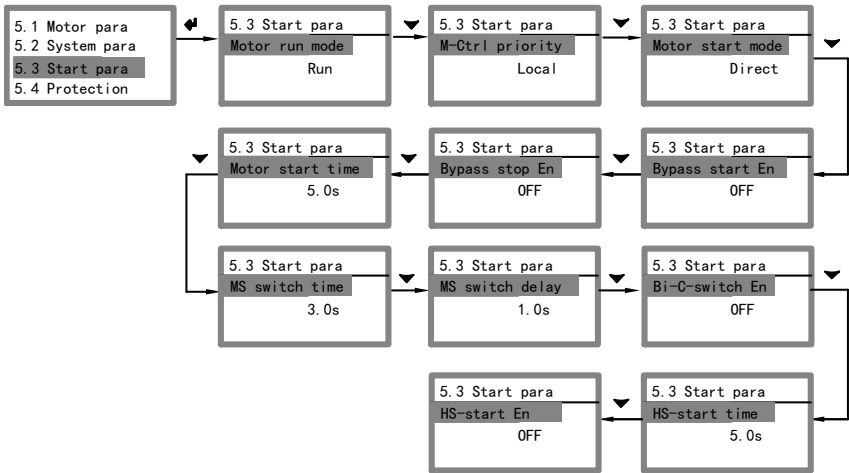 5.1 Motor para
5.2 System para
5.3 Start para
5.4 Protection
5.3 Start para
Motor run mode
Run
5.3 Start para
M-Ctrl priority
Local
5.3 Start para
Motor start mode
Direct
5.3 Start para
Bypass start En
OFF
5.3 Start para
Bypass stop En
OFF
5.3 Start para
Motor start time
5.0s
5.3 Start para
MS switch time
3.0s
5.3 Start para
MS switch delay
1.0s
5.3 Start para
Bi-C-switch En
OFF
5.3 Start para
HS-start time
5.0s
5.3 Start para
HS-start En
OFF